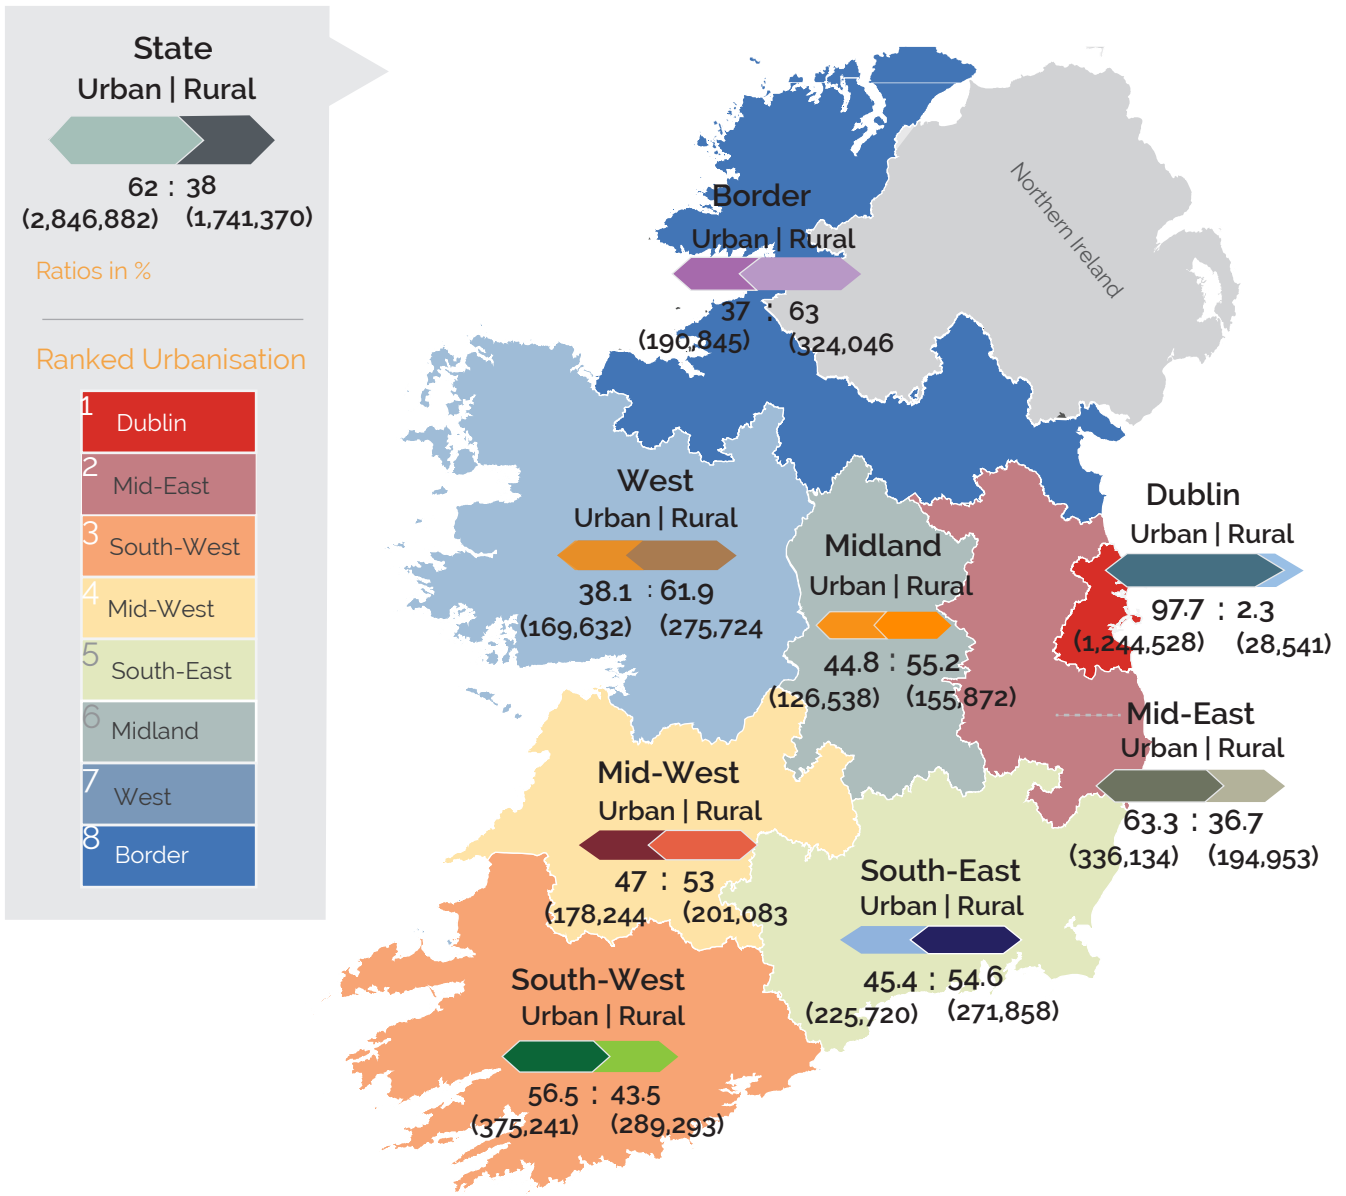 State
Urban | Rural
62 : 38
(2,846,882) (1,741,370)
Ratios in %
Ranked Urbanisation
1 Dublin
2 Mid-East
3 South-West
4 Mid-West
5 South-East
6 Midland
7 West
8 Border
Northern Ireland
Border
Urban | Rural
37 : 63
(190,845) (324,046
West
Urban | Rural
38.1 : 61.9
(169,632) (275,724
Midland
Urban | Rural
44.8 : 55.2
(126,538) (155,872)
Dublin
Urban | Rural
97.7 : 2.3
(1,244,528) (28,541)
Mid-East
Urban | Rural
63.3 : 36.7
(336,134) (194,953)
Mid-West
Urban | Rural
47 : 53
(178,244 (201,083
South-East
Urban | Rural
45.4 : 54.6
(225,720) (271,858)
South-West
Urban | Rural
56.5 : 43.5
(375,241) (289,293)